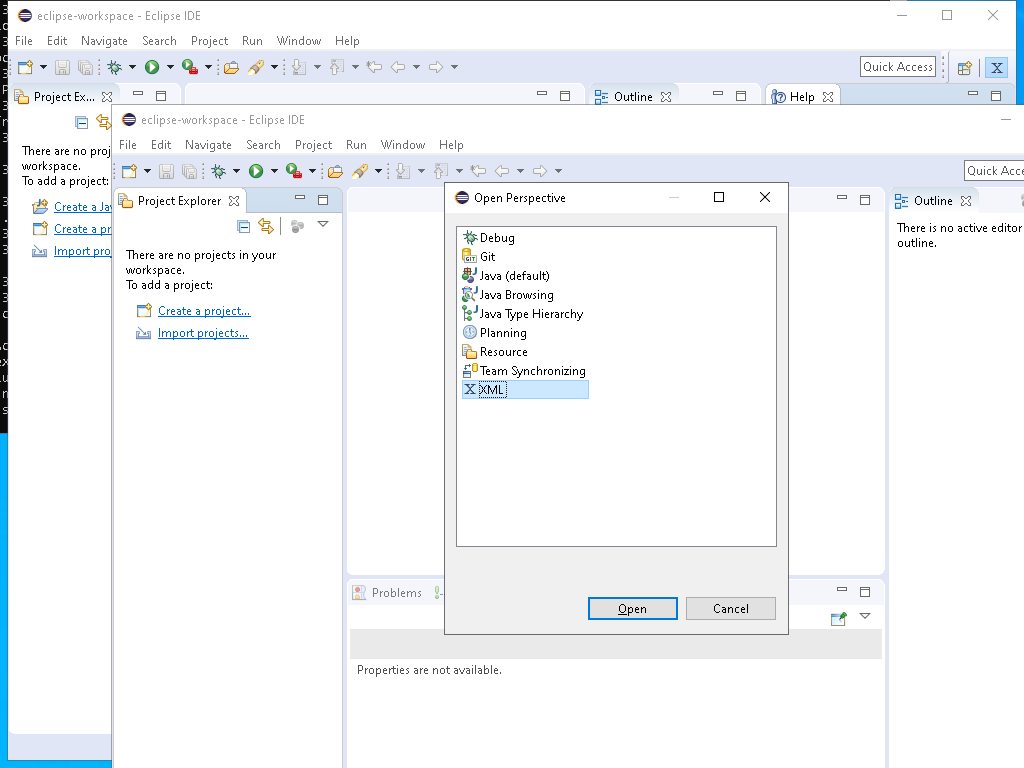 eclipse-workspace - Eclipse IDE
File Edit Navigate Search Project Run Window Help
Quick Access
Project Ex...
Outline
Help
There are no proj
workspace.
To add a project:
Create a Ja
Create a pr
Import pro
eclipse-workspace - Eclipse IDE
File Edit Navigate Search Project Run Window Help
Quick Acce
Project Explorer
There are no projects in your
workspace.
To add a project:
Create a project...
Import projects...
Outline
There is no active editor
outline.
Open Perspective
Debug
Git
Java (default)
Java Browsing
Java Type Hierarchy
Planning
Resource
Team Synchronizing
XML
Open Cancel
Problems
Properties are not available.